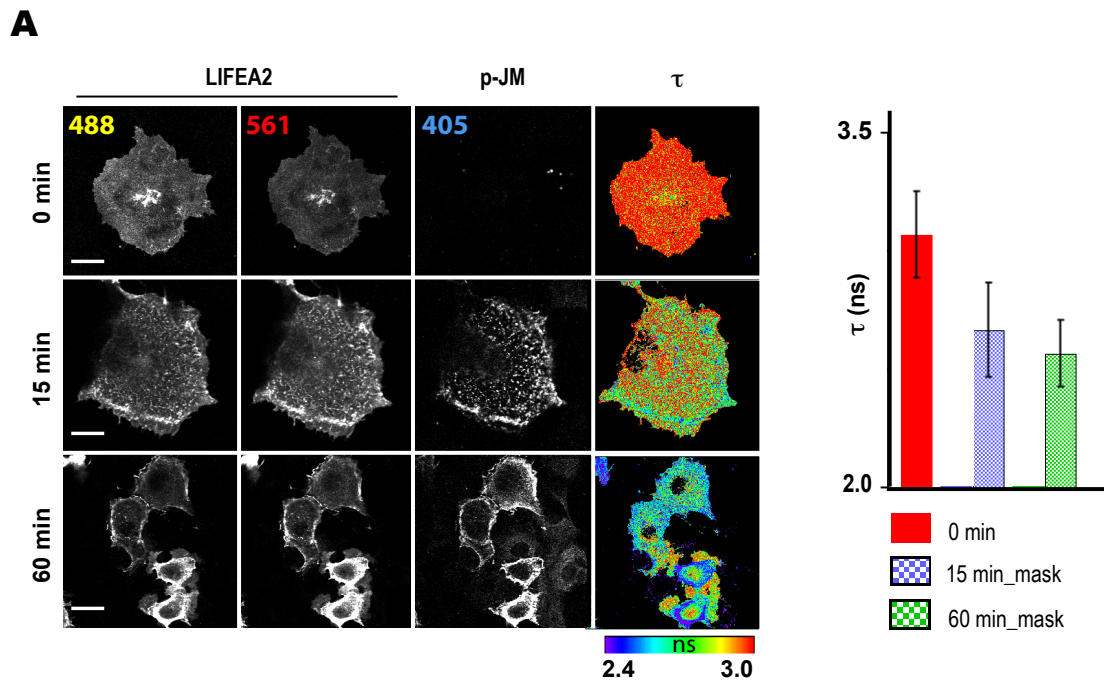 A
LIFEA2 p-JM τ
488 561 405
0 min
15 min
60 min
ns
2.4 3.0
3.5
τ (ns)
2.0
0 min
15 min_mask
60 min_mask